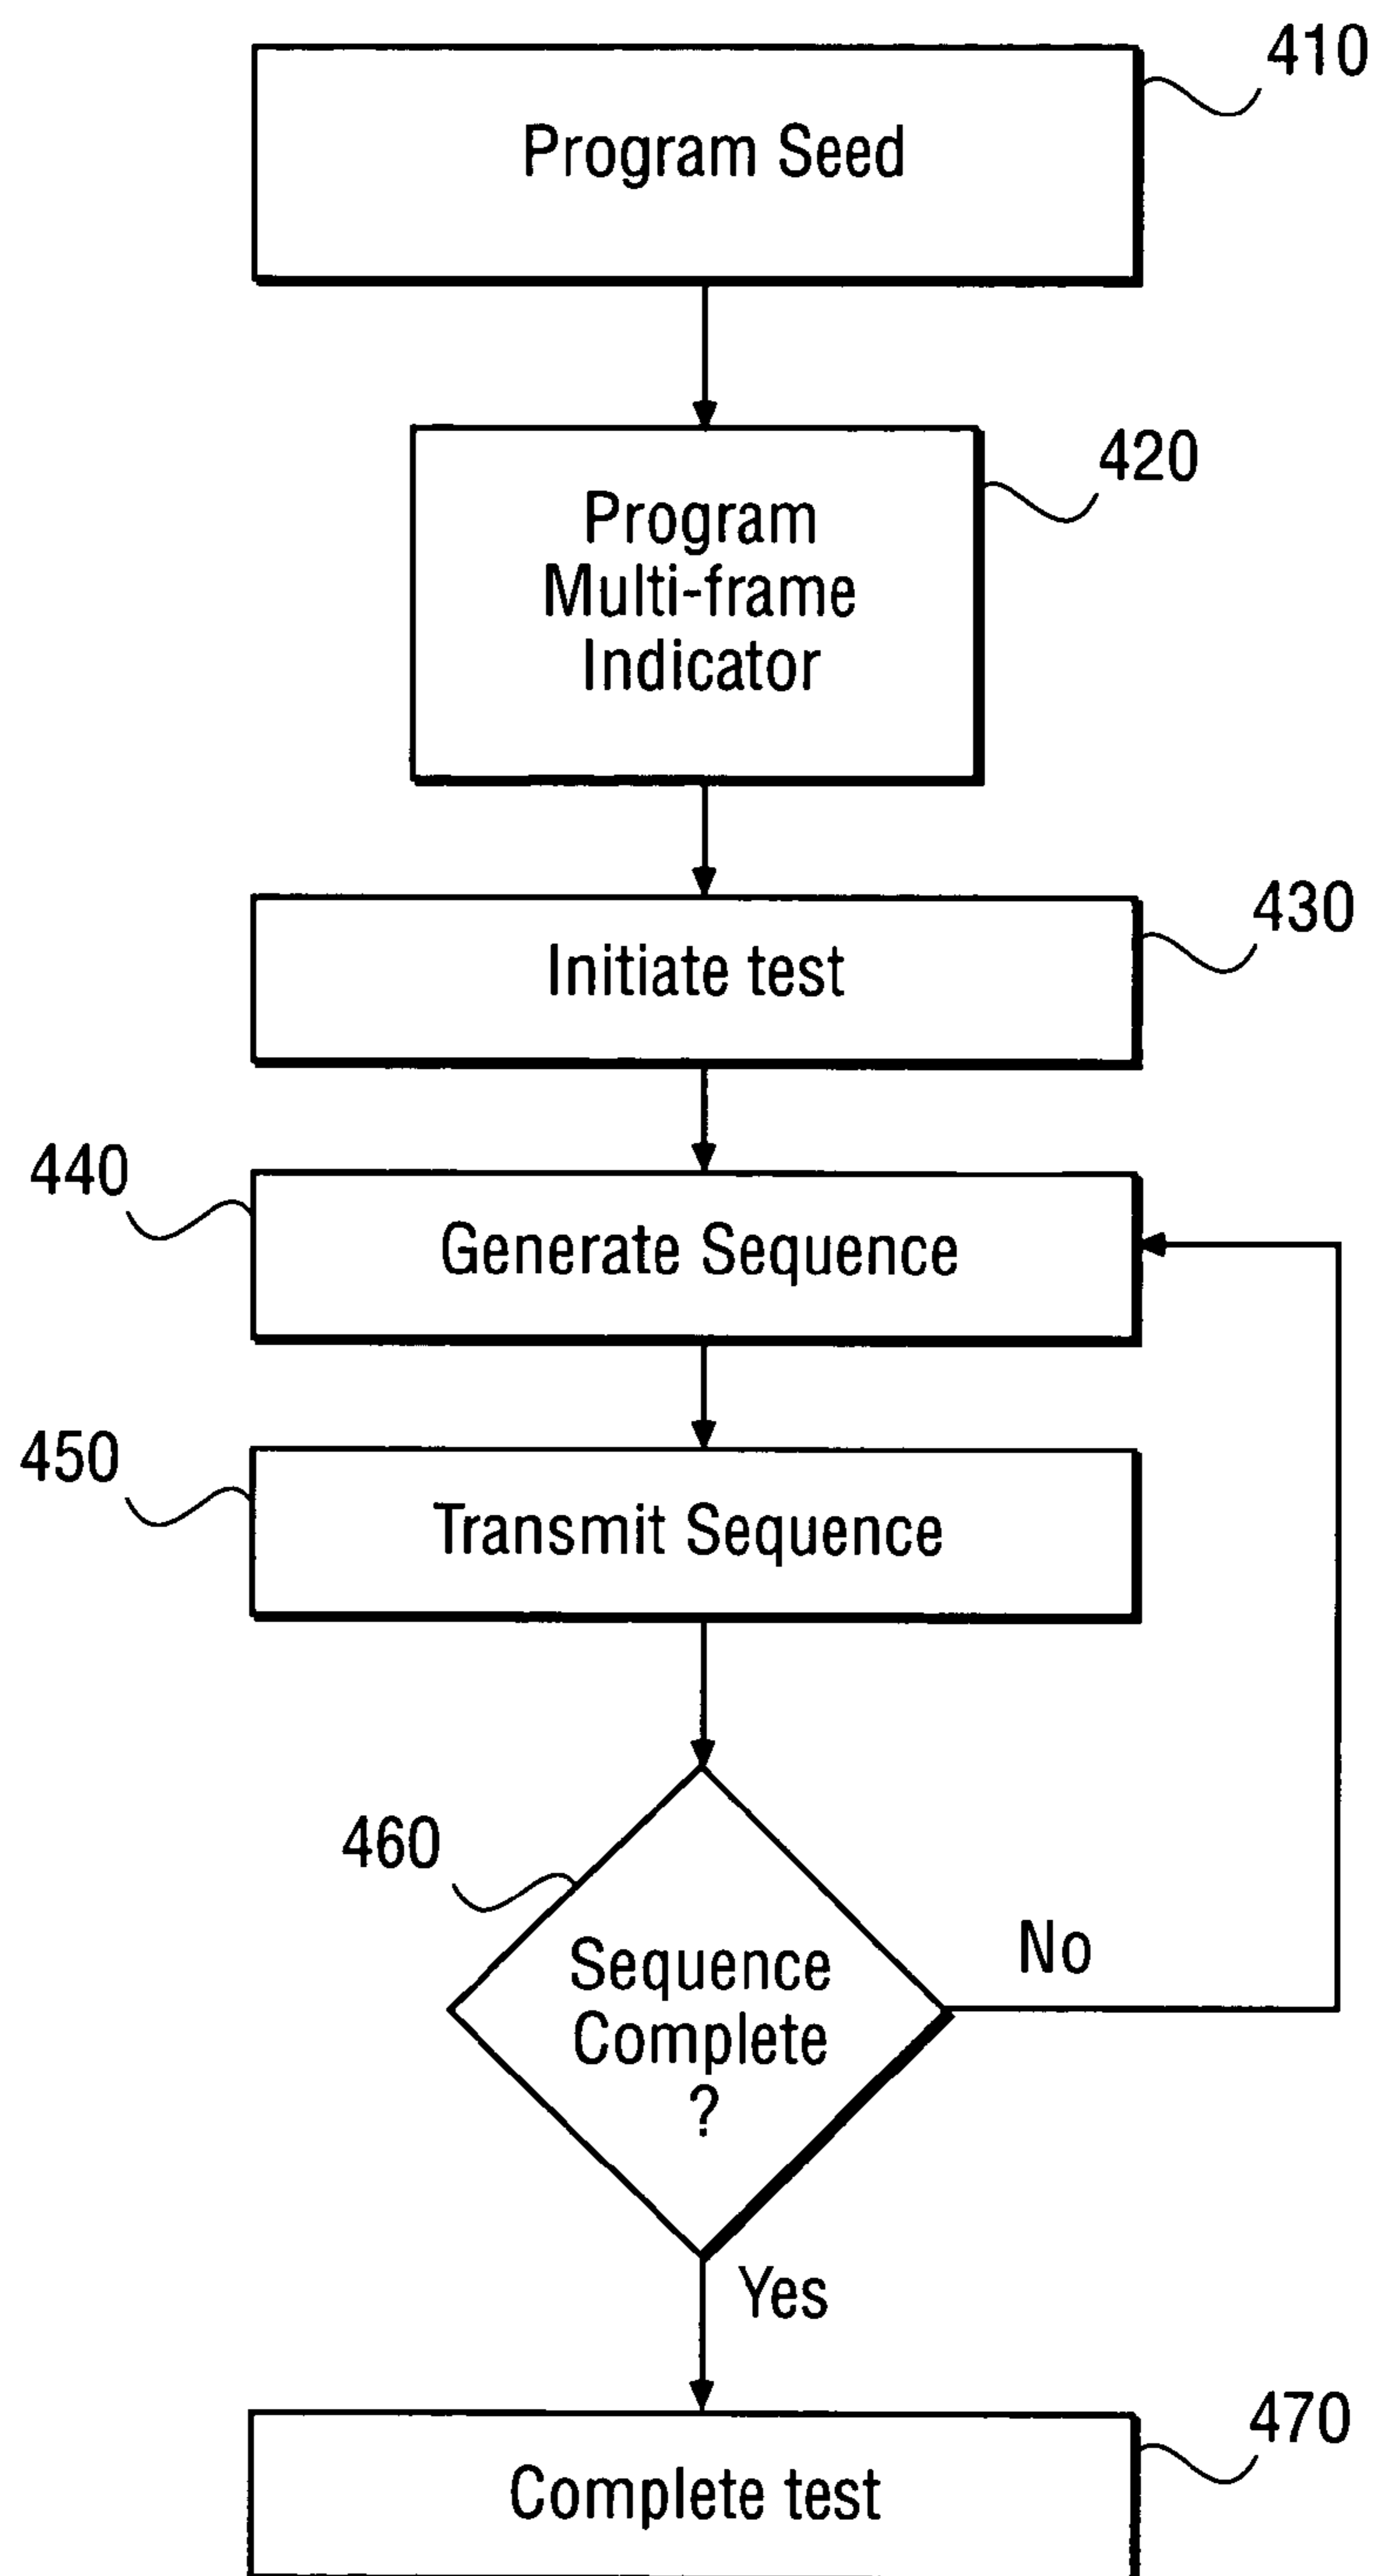 410
Program Seed
420
Program
Multi-frame
Indicator
430
Initiate test
440
Generate Sequence
450
Transmit Sequence
460
Sequence
Complete
?
No
Yes
470
Complete test